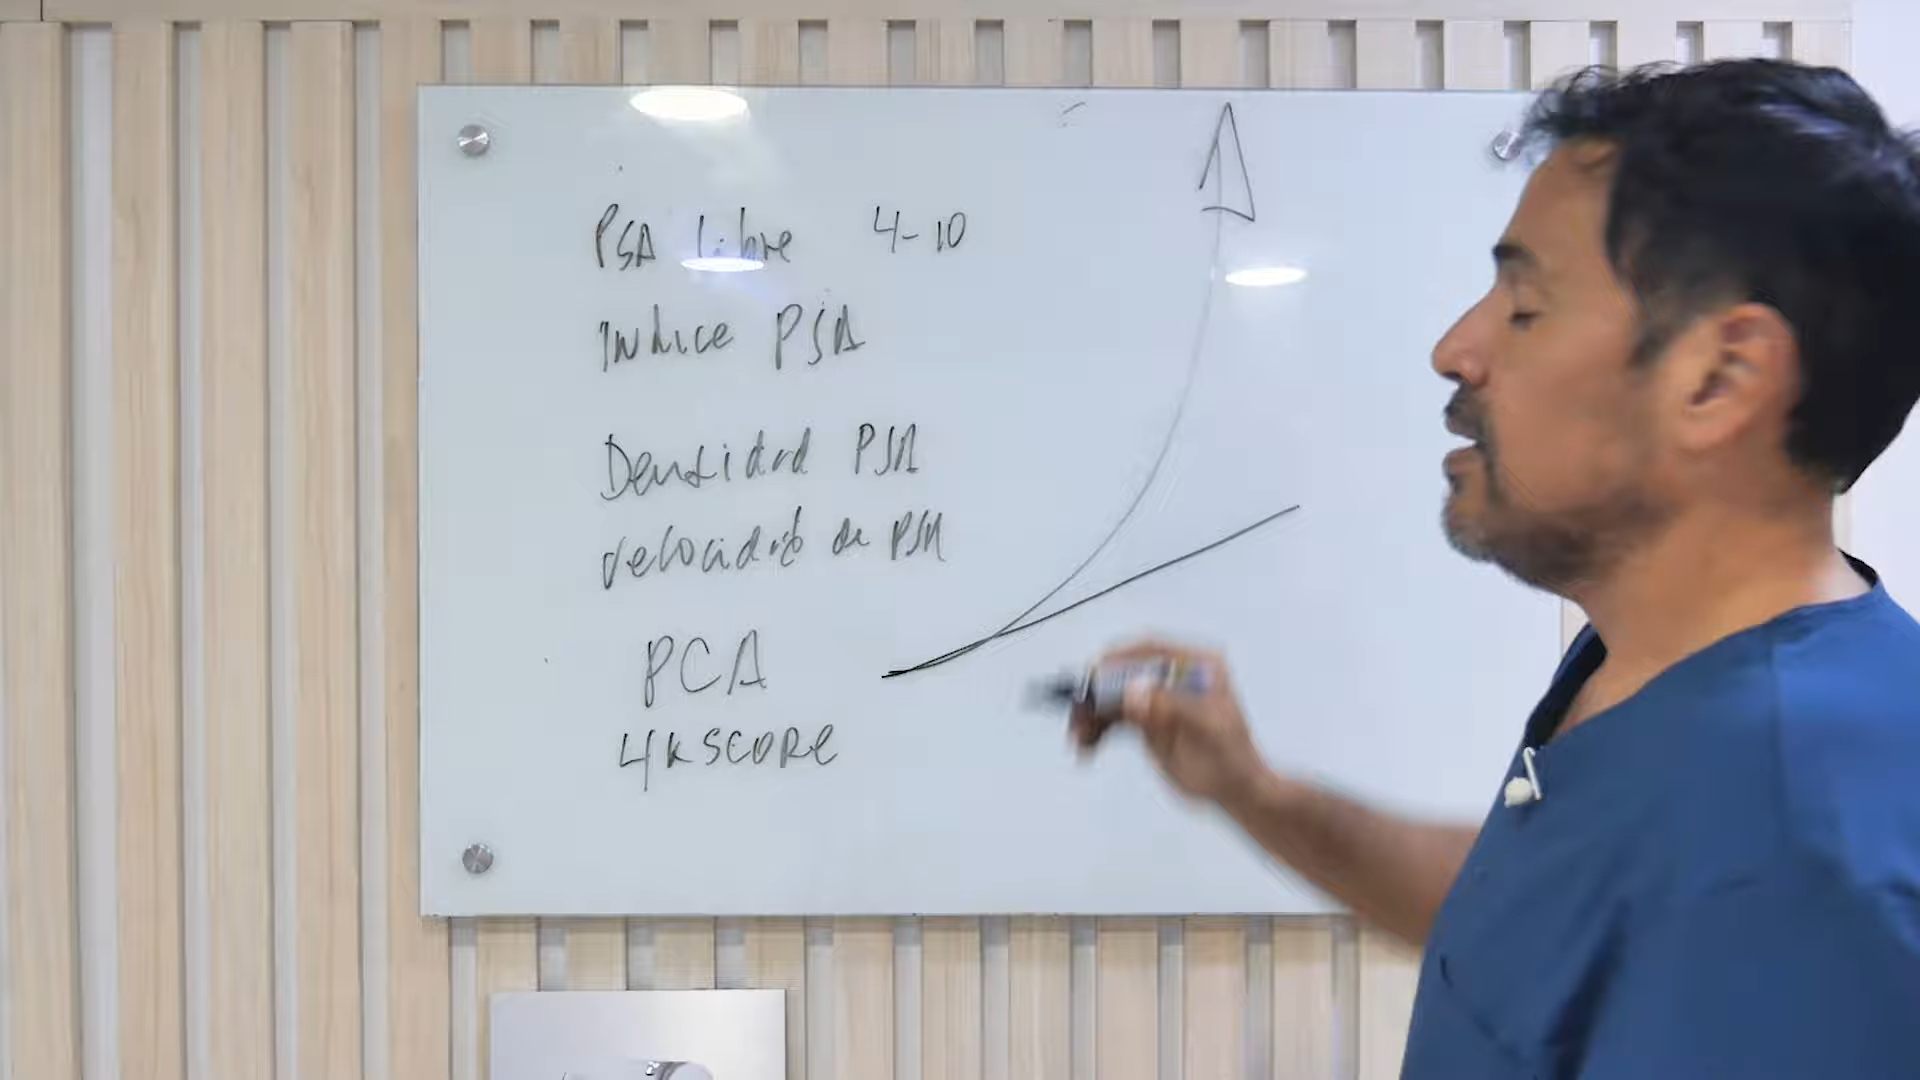 PSA Libre 4-10
Indice PSA
Densidad PSA
velocidad de PSA
PCA
4KSCORE